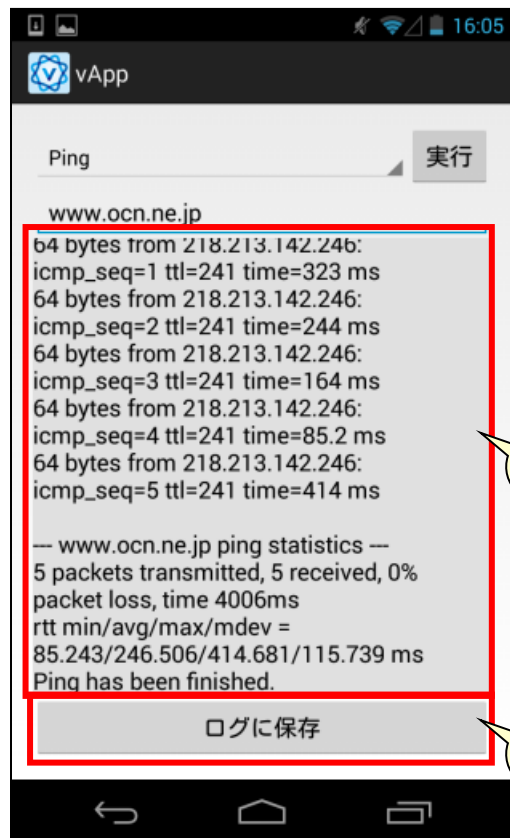 16:05
vApp
Ping
実行
www.ocn.ne.jp
64 bytes from 218.213.142.246:
icmp_seq=1 ttl=241 time=323 ms
64 bytes from 218.213.142.246:
icmp_seq=2 ttl=241 time=244 ms
64 bytes from 218.213.142.246:
icmp_seq=3 ttl=241 time=164 ms
64 bytes from 218.213.142.246:
icmp_seq=4 ttl=241 time=85.2 ms
64 bytes from 218.213.142.246:
icmp_seq=5 ttl=241 time=414 ms
--- www.ocn.ne.jp ping statistics ---
5 packets transmitted, 5 received, 0%
packet loss, time 4006ms
rtt min/avg/max/mdev =
85.243/246.506/414.681/115.739 ms
Ping has been finished.
ログに保存